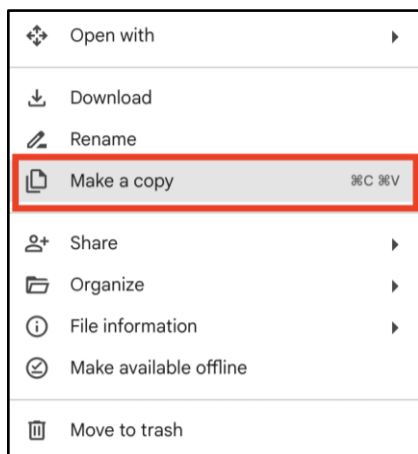 Open with
Download
Rename
Make a copy ⌘C ⌘V
Share
Organize
File information
Make available offline
Move to trash